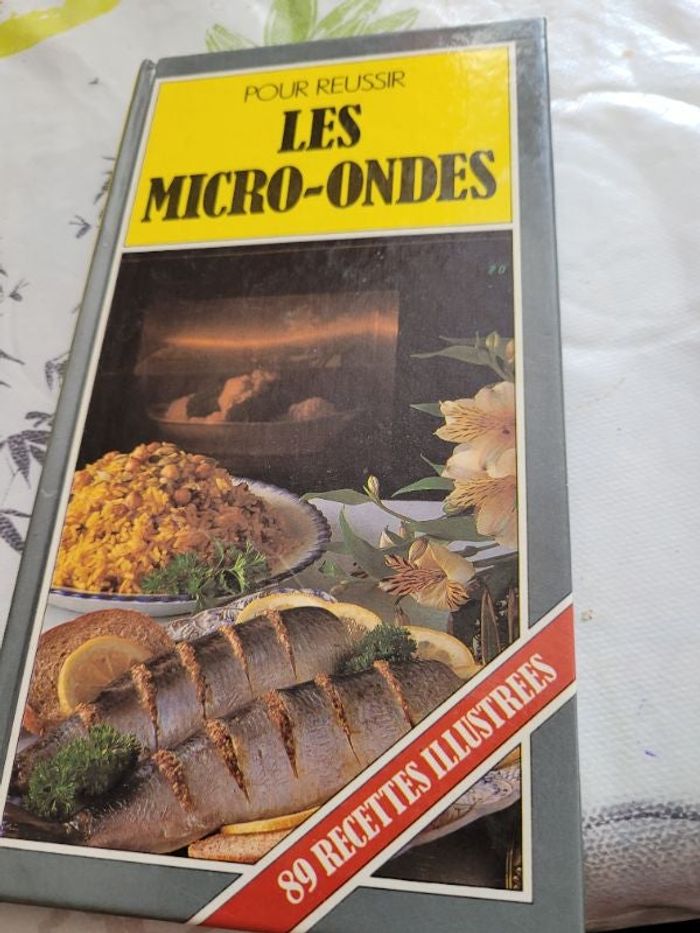 POUR REUSSIR
LES
MICRO-ONDES
89 RECETTES ILLUSTREES